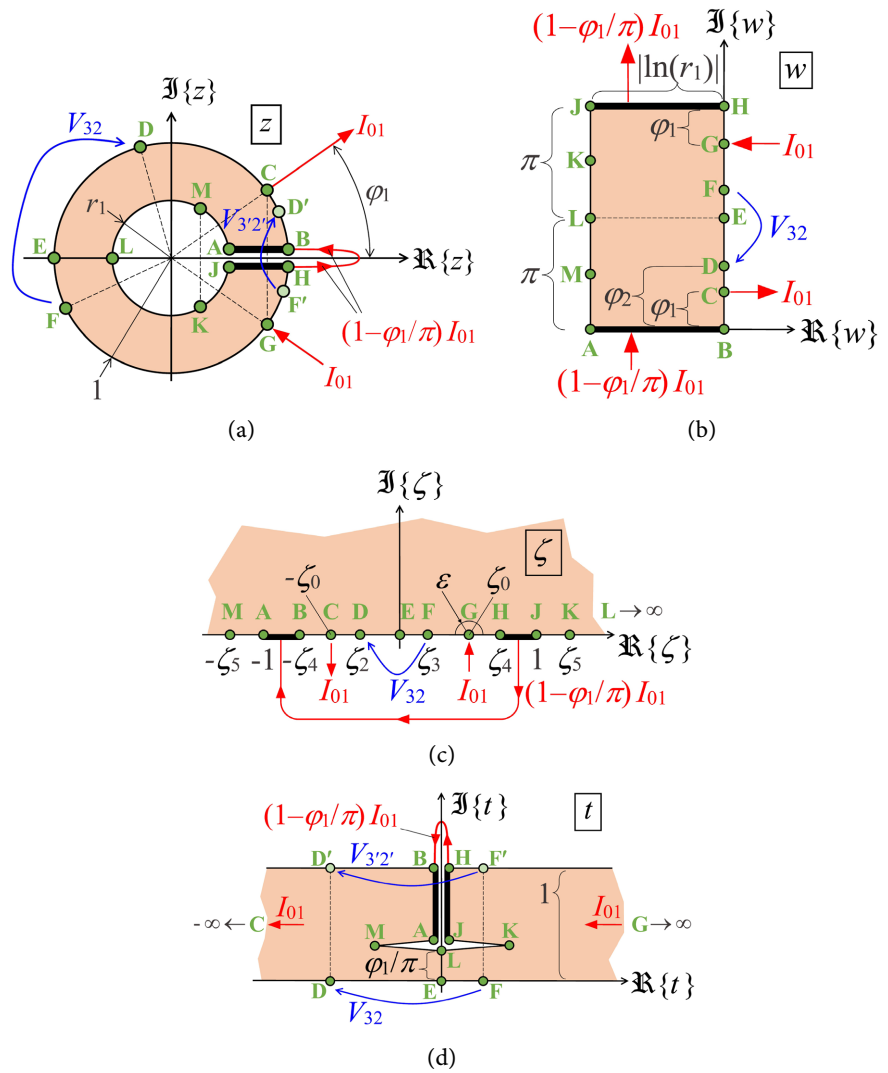 ℑ{z}
z
V₃₂
D
I₀₁
C
M
r₁
D′
φ₁
V₃′₂′
E
L
A
B
ℜ{z}
J
H
F
K
F′
G
(1–φ₁/π) I₀₁
1
I₀₁
(a)
(1–φ₁/π) I₀₁
ℑ{w}
|ln(r₁)|
w
J
H
φ₁
G
I₀₁
K
π
F
L
E
V₃₂
D
M
π
φ₂
φ₁
C
I₀₁
A
B
ℜ{w}
(1–φ₁/π) I₀₁
(b)
ℑ{ζ}
ζ
-ζ₀
ε
ζ₀
M A B C D E F G H J K L →∞
ℜ{ζ}
-ζ₅ -1 -ζ₄ ζ₂ ζ₃ ζ₄ 1 ζ₅
I₀₁
V₃₂
I₀₁
(1–φ₁/π) I₀₁
(c)
ℑ{t}
t
(1–φ₁/π) I₀₁
D′ V₃′₂′ B H F′
1
-∞ ← C I₀₁
I₀₁ G →∞
M A J K
L
φ₁/π
D E F ℜ{t}
V₃₂
(d)